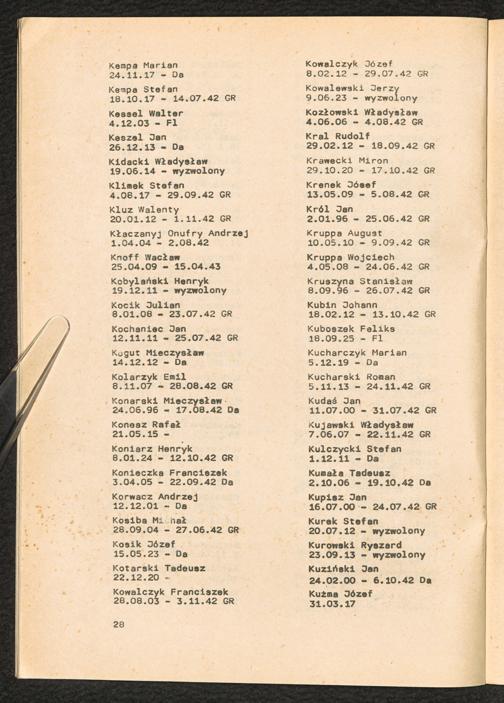 Kempa Marian
24.11.17 - Da
Kempa Stefan
18.10.17 - 14.07.42 GR
Kessel Walter
4.12.03 - Fl
Keszel Jan
26.12.13 - Da
Kidacki Władysław
19.06.14 - wyzwolony
Klimek Stefan
4.08.17 - 29.09.42 GR
Kluz Walenty
20.01.12 - 1.11.42 GR
Kłaczanyj Onufry Andrzej
1.04.04 - 2.08.42
Knoff Wacław
25.04.09 - 15.04.43
Kobylański Henryk
19.12.11 - wyzwolony
Kocik Julian
8.01.08 - 23.07.42 GR
Kochaniec Jan
12.11.11 - 25.07.42 GR
Kogut Mieczysław
14.12.12 - Da
Kolarzyk Emil
8.11.07 - 28.08.42 GR
Konarski Mieczysław
24.06.96 - 17.08.42 Da
Konesz Rafał
21.05.15 -
Koniarz Henryk
8.01.24 - 12.10.42 GR
Konieczka Franciszek
3.04.05 - 22.09.42 Da
Korwacz Andrzej
12.12.01 - Da
Kosiba Michał
28.09.04 - 27.06.42 GR
Kosik Józef
15.05.23 - Da
Kotarski Tadeusz
22.12.20 -
Kowalczyk Franciszek
28.08.03 - 3.11.42 GR
28
Kowalczyk Józef
8.02.12 - 29.07.42 GR
Kowalewski Jerzy
9.06.23 - wyzwolony
Kozłowski Władysław
4.06.06 - 4.08.42 GR
Kral Rudolf
29.02.12 - 18.09.42 GR
Krawecki Miron
29.10.20 - 17.10.42 GR
Krenek Józef
13.05.09 - 5.08.42 GR
Król Jan
2.01.96 - 25.06.42 GR
Kruppa August
10.05.10 - 9.09.42 GR
Kruppa Wojciech
4.05.08 - 24.06.42 GR
Kruszyna Stanisław
8.09.96 - 26.07.42 GR
Kubin Johann
18.02.12 - 13.10.42 GR
Kuboszek Feliks
18.09.25 - Fl
Kucharczyk Marian
5.12.19 - Da
Kucharski Roman
5.11.13 - 24.11.42 GR
Kudaś Jan
11.07.00 - 31.07.42 GR
Kujawski Władysław
7.06.07 - 22.11.42 GR
Kulczycki Stefan
1.12.11 - Da
Kumała Tadeusz
2.10.06 - 19.10.42 Da
Kupisz Jan
16.07.00 - 24.07.42 GR
Kurek Stefan
20.07.12 - wyzwolony
Kurowski Ryszard
23.09.13 - wyzwolony
Kuziński Jan
24.02.00 - 6.10.42 Da
Kuźma Józef
31.03.17